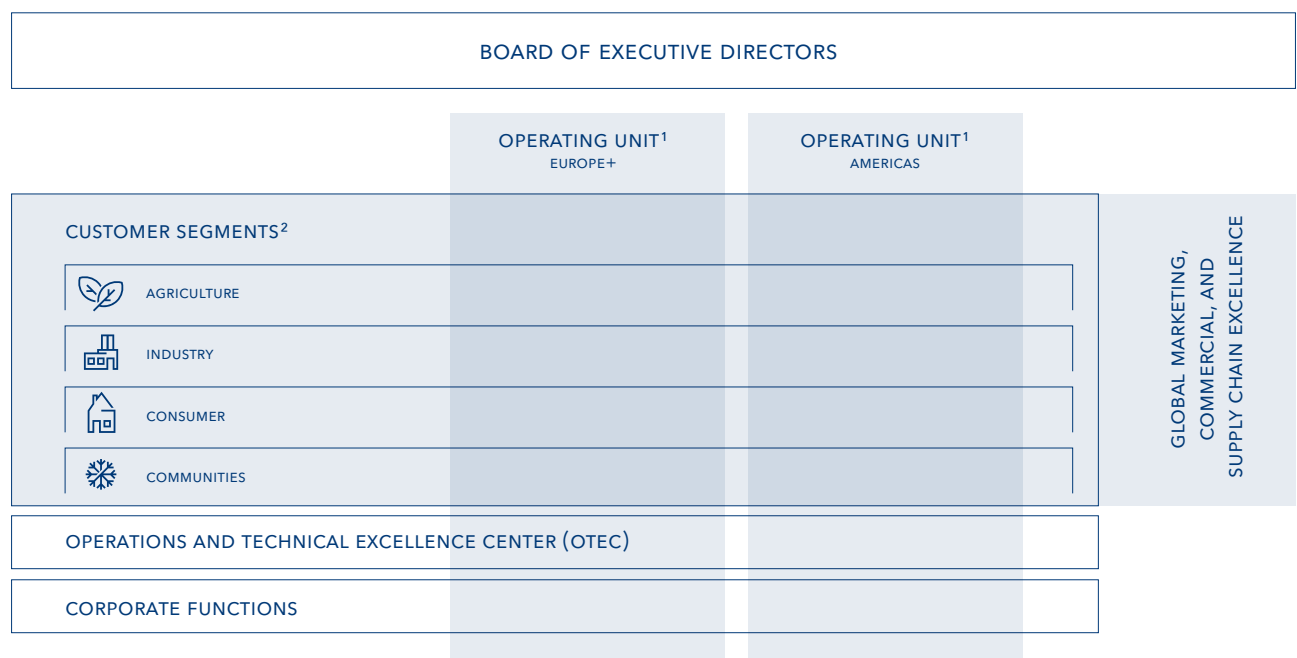 BOARD OF EXECUTIVE DIRECTORS
OPERATING UNIT¹
EUROPE+
OPERATING UNIT¹
AMERICAS
CUSTOMER SEGMENTS²
AGRICULTURE
INDUSTRY
CONSUMER
COMMUNITIES
GLOBAL MARKETING,
COMMERCIAL, AND
SUPPLY CHAIN EXCELLENCE
OPERATIONS AND TECHNICAL EXCELLENCE CENTER (OTEC)
CORPORATE FUNCTIONS